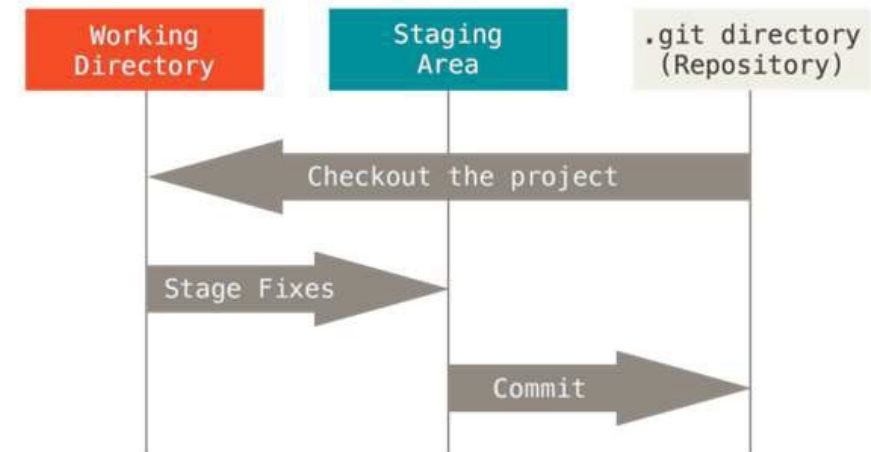 Working
Directory
Staging
Area
.git directory
(Repository)
Checkout the project
Stage Fixes
Commit